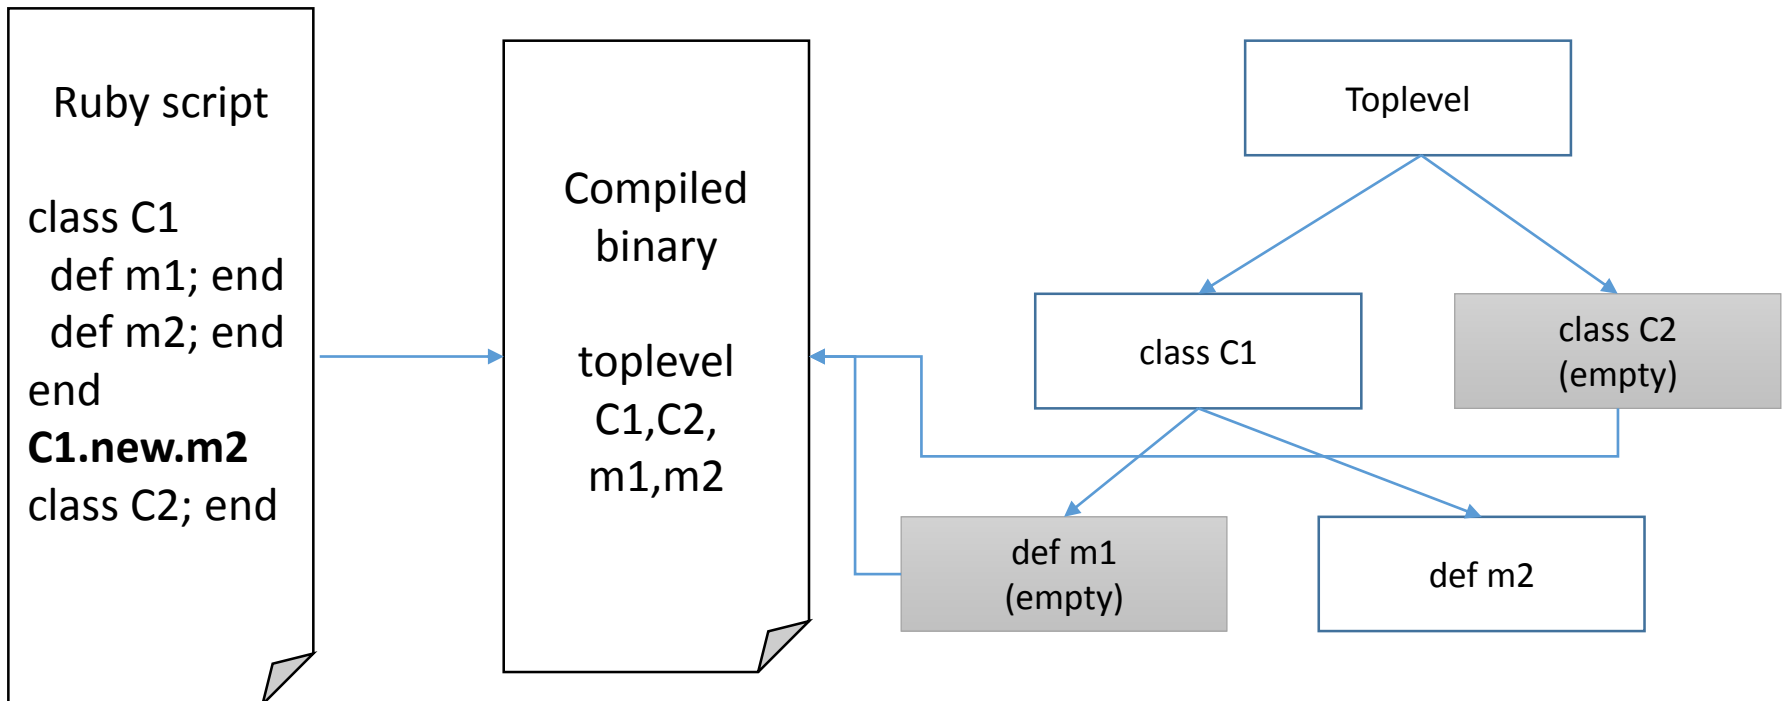 Ruby script
class C1
def m1; end
def m2; end
end
C1.new.m2
class C2; end
Compiled
binary
toplevel
C1,C2,
m1,m2
Toplevel
class C1
class C2
(empty)
def m1
(empty)
def m2